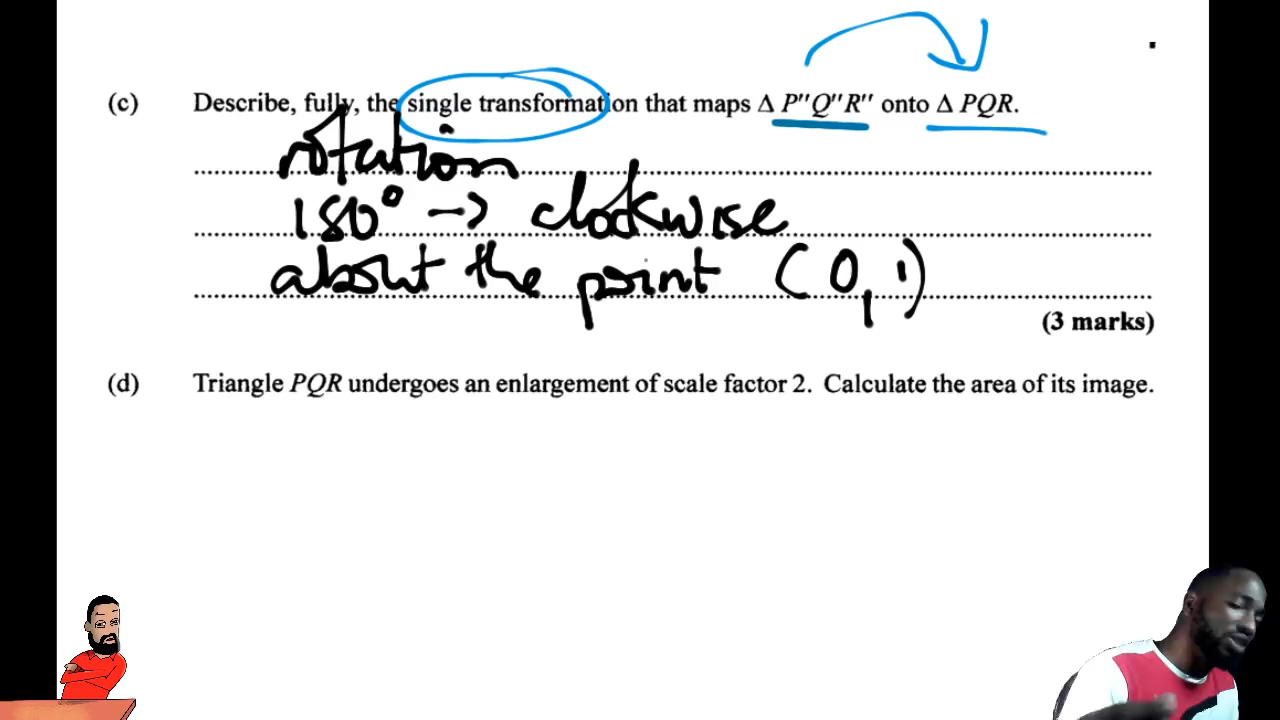 (c) Describe, fully, the single transformation that maps Δ P″Q″R″ onto Δ PQR.
rotation
180° → clockwise
about the point (0,1)
(3 marks)
(d) Triangle PQR undergoes an enlargement of scale factor 2. Calculate the area of its image.